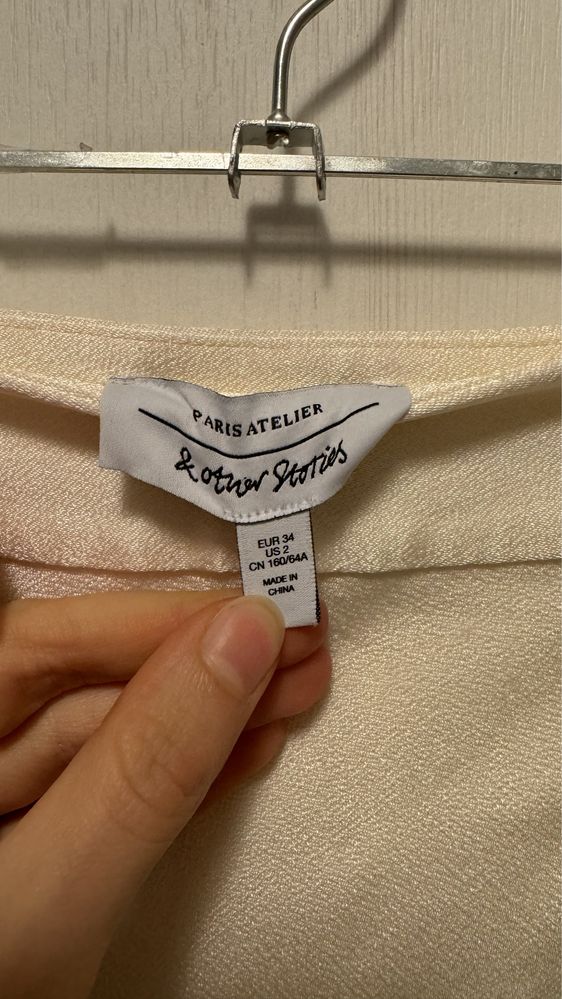 PARIS ATELIER
& other Stories
EUR 34
US 2
CN 160/64A
MADE IN
CHINA